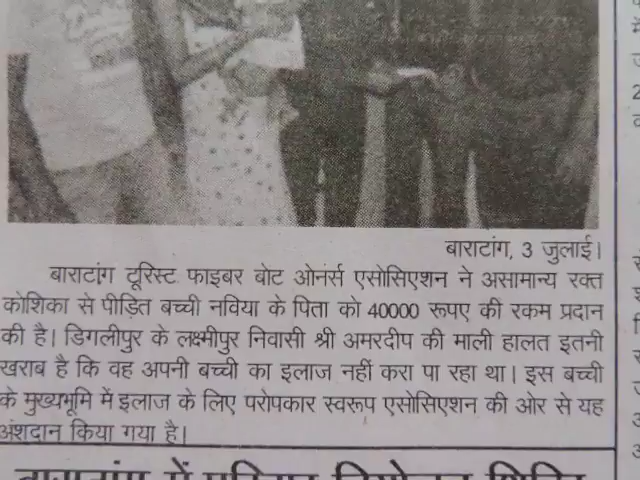 बाराटांग, 3 जुलाई।
बाराटांग टूरिस्ट फाइबर बोट ओनर्स एसोसिएशन ने असामान्य रक्त
कोशिका से पीड़ित बच्ची नविया के पिता को 40000 रूपए की रकम प्रदान
की है। डिगलीपुर के लक्ष्मीपुर निवासी श्री अमरदीप की माली हालत इतनी
खराब है कि वह अपनी बच्ची का इलाज नहीं करा पा रहा था। इस बच्ची
के मुख्यभूमि में इलाज के लिए परोपकार स्वरूप एसोसिएशन की ओर से यह
अंशदान किया गया है।